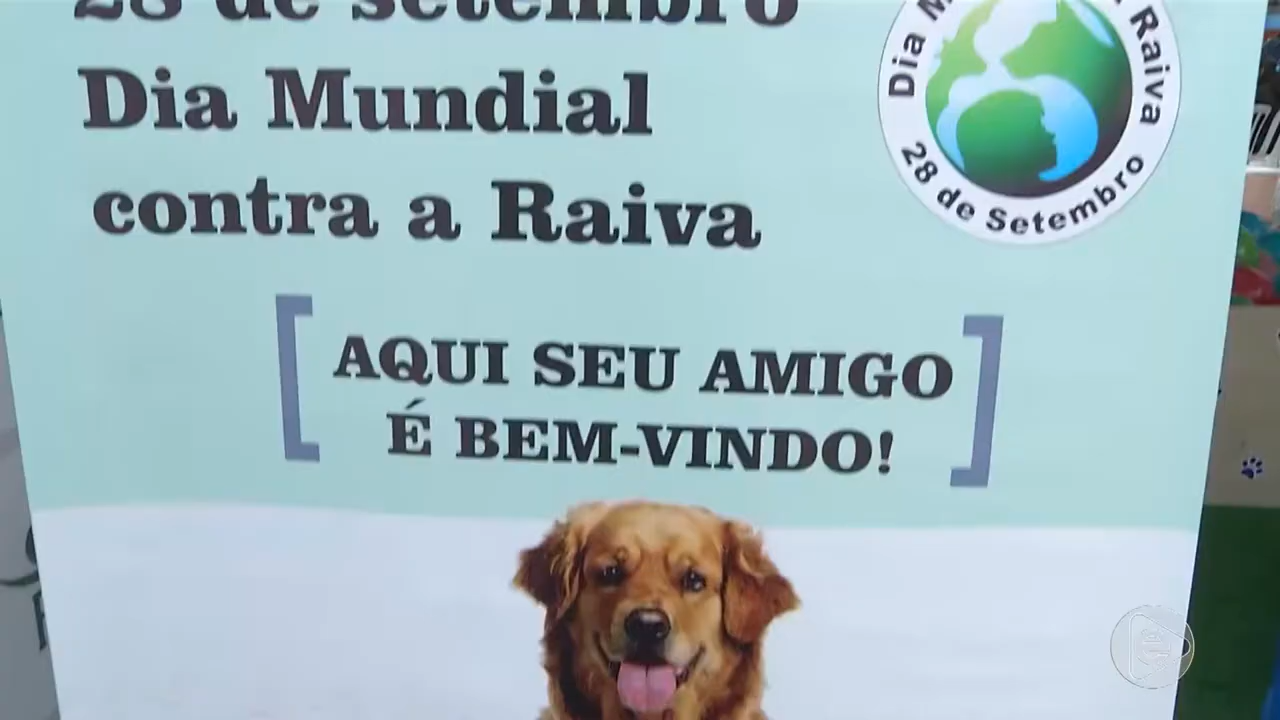 28 de setembro
Dia Mundial
contra a Raiva
Dia Raiva
28 de Setembro
AQUI SEU AMIGO
É BEM-VINDO!